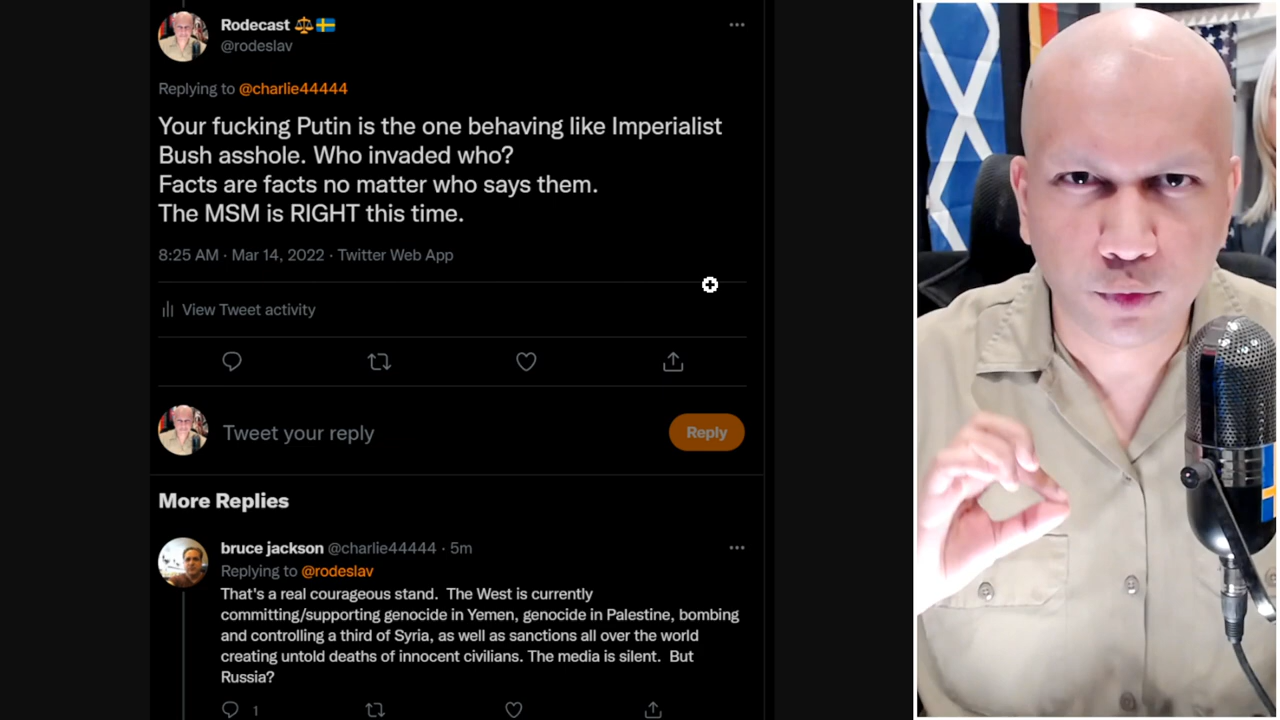 Rodecast ⚖️🇸🇪
@rodeslav
Replying to @charlie44444
Your fucking Putin is the one behaving like Imperialist
Bush asshole. Who invaded who?
Facts are facts no matter who says them.
The MSM is RIGHT this time.
8:25 AM · Mar 14, 2022 · Twitter Web App
View Tweet activity
Tweet your reply
Reply
More Replies
bruce jackson @charlie44444 · 5m
Replying to @rodeslav
That's a real courageous stand.  The West is currently
committing/supporting genocide in Yemen, genocide in Palestine, bombing
and controlling a third of Syria, as well as sanctions all over the world
creating untold deaths of innocent civilians. The media is silent.  But
Russia?
1